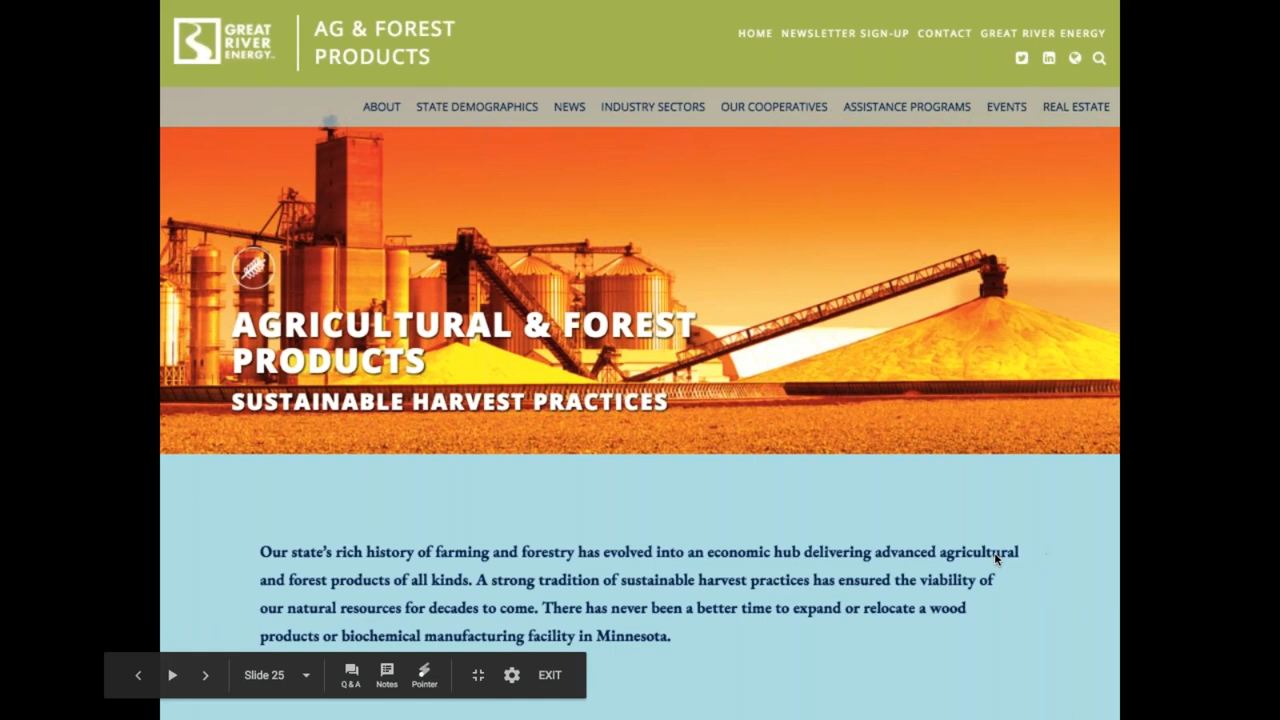 GREAT
RIVER
ENERGY
AG & FOREST
PRODUCTS
HOME NEWSLETTER SIGN-UP CONTACT GREAT RIVER ENERGY
ABOUT STATE DEMOGRAPHICS NEWS INDUSTRY SECTORS OUR COOPERATIVES ASSISTANCE PROGRAMS EVENTS REAL ESTATE
AGRICULTURAL & FOREST
PRODUCTS
SUSTAINABLE HARVEST PRACTICES
Our state's rich history of farming and forestry has evolved into an economic hub delivering advanced agricultural
and forest products of all kinds. A strong tradition of sustainable harvest practices has ensured the viability of
our natural resources for decades to come. There has never been a better time to expand or relocate a wood
products or biochemical manufacturing facility in Minnesota.
Slide 25
Q & A
Notes
Pointer
EXIT